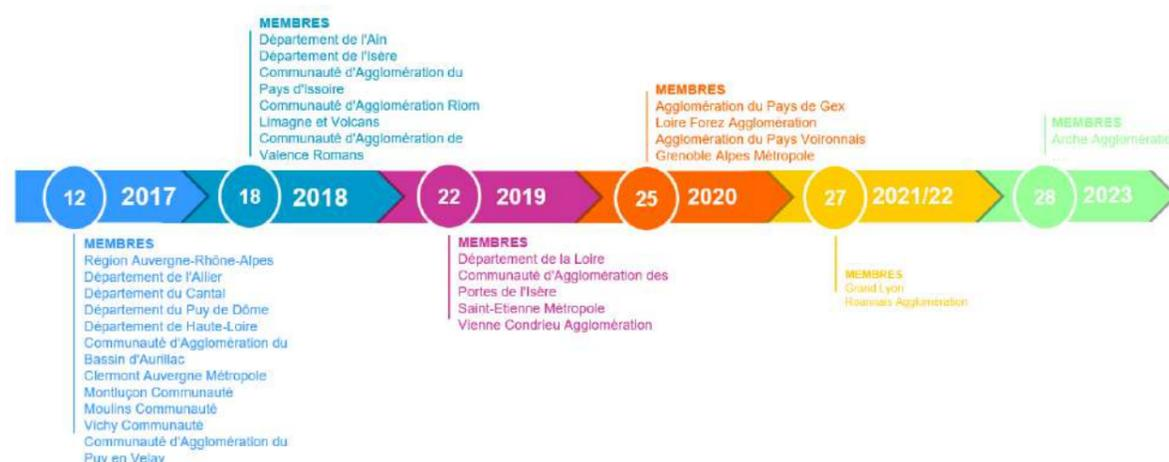 MEMBRES
Département de l'Ain
Département de l'Isère
Communauté d'Agglomération du
Pays d'Issoire
Communauté d'Agglomération Riom
Limagne et Volcans
Communauté d'Agglomération de
Valence Romans
MEMBRES
Agglomération du Pays de Gex
Loire Forez Agglomération
Agglomération du Pays Voironnais
Grenoble Alpes Métropole
MEMBRES
Arche Agglomération
...
12 2017
18 2018
22 2019
25 2020
27 2021/22
28 2023
MEMBRES
Région Auvergne-Rhône-Alpes
Département de l'Allier
Département du Cantal
Département du Puy de Dôme
Département de Haute-Loire
Communauté d'Agglomération du
Bassin d'Aurillac
Clermont Auvergne Métropole
Montluçon Communauté
Moulins Communauté
Vichy Communauté
Communauté d'Agglomération du
Puy en Velay
MEMBRES
Département de la Loire
Communauté d'Agglomération des
Portes de l'Isère
Saint-Etienne Métropole
Vienne Condrieu Agglomération
MEMBRES
Grand Lyon
Roannais Agglomération